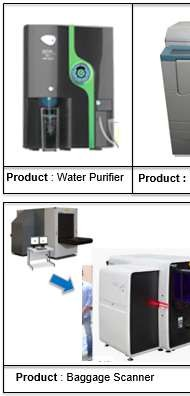 Product : Water Purifier
Product :
Product : Baggage Scanner